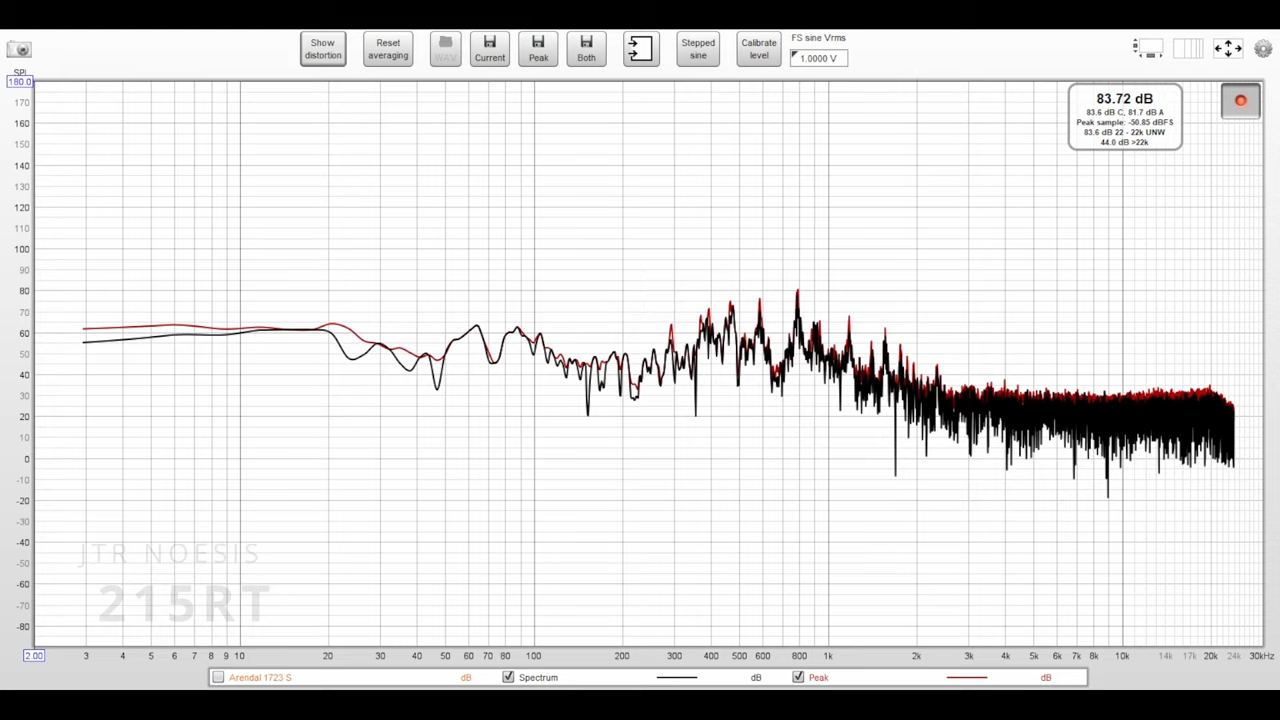 Show distortion
Reset averaging
WAV
Current
Peak
Both
Stepped sine
Calibrate level
FS sine Vrms
1.0000 V
SPL
180.0
83.72 dB
83.6 dB C, 81.7 dB A
Peak sample: -50.85 dBFS
83.6 dB 22 - 22k UNW
44.0 dB >22k
170
160
150
140
130
120
110
100
90
80
70
60
50
40
30
20
10
0
-10
-20
-30
-40
-50
-60
-70
-80
JTR NOESIS
215RT
2.00 3 4 5 6 7 8 9 10 20 30 40 50 60 70 80 100 200 300 400 500 600 800 1k 2k 3k 4k 5k 6k 7k 8k 10k 14k 17k 20k 24k 30kHz
Arendal 1723 S dB Spectrum dB Peak dB